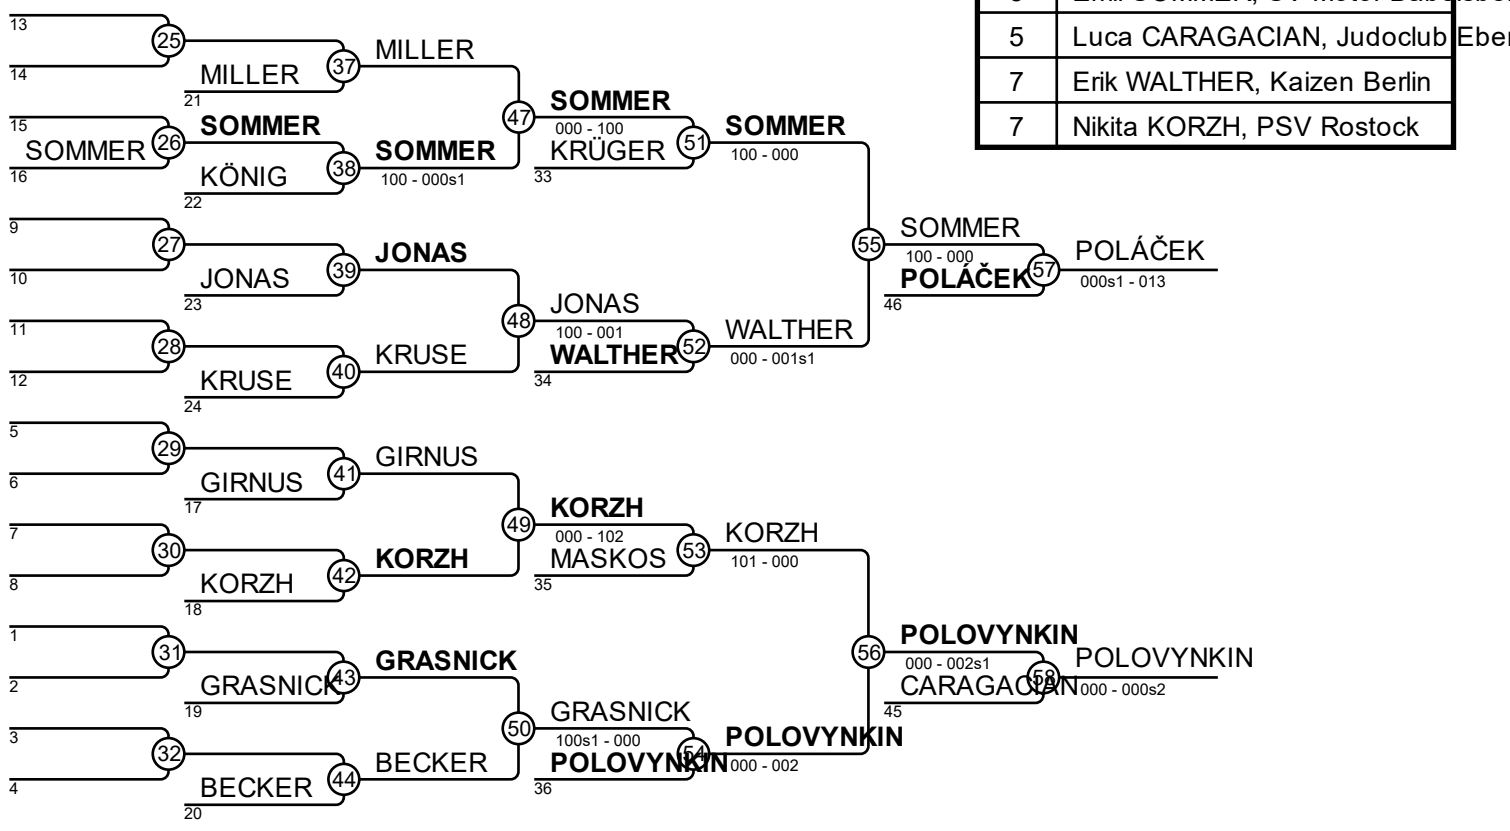 13
25
14
MILLER
21
37
MILLER
15
SOMMER
16
26
SOMMER
KÖNIG
22
38
SOMMER
100 - 000s1
47
SOMMER
000 - 100
KRÜGER
33
51
SOMMER
100 - 000
9
27
10
JONAS
23
39
JONAS
11
28
12
KRUSE
24
40
KRUSE
48
JONAS
100 - 001
WALTHER
34
52
WALTHER
000 - 001s1
55
SOMMER
100 - 000
POLÁČEK
46
57
POLÁČEK
000s1 - 013
5
29
6
GIRNUS
17
41
GIRNUS
7
30
8
KORZH
18
42
KORZH
49
KORZH
000 - 102
MASKOS
35
53
KORZH
101 - 000
1
31
2
GRASNICK
19
43
GRASNICK
3
32
4
BECKER
20
44
BECKER
50
GRASNICK
100s1 - 000
POLOVYNKIN
36
54
POLOVYNKIN
000 - 002
56
POLOVYNKIN
000 - 002s1
CARAGACIAN
45
58
POLOVYNKIN
000 - 000s2
5 Luca CARAGACIAN, Judoclub
7 Erik WALTHER, Kaizen Berlin
7 Nikita KORZH, PSV Rostock